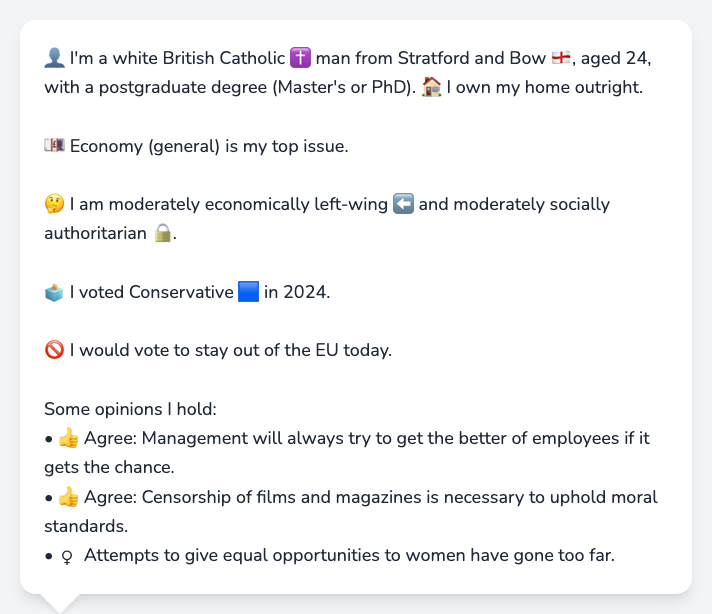 👤 I'm a white British Catholic ✝️ man from Stratford and Bow 🏴󠁧󠁢󠁥󠁮󠁧󠁿, aged 24,
with a postgraduate degree (Master's or PhD). 🏠 I own my home outright.
💷 Economy (general) is my top issue.
🤔 I am moderately economically left-wing ⬅️ and moderately socially
authoritarian 🔒.
🗳️ I voted Conservative 🟦 in 2024.
🚫 I would vote to stay out of the EU today.
Some opinions I hold:
• 👍 Agree: Management will always try to get the better of employees if it
gets the chance.
• 👍 Agree: Censorship of films and magazines is necessary to uphold moral
standards.
• ♀ Attempts to give equal opportunities to women have gone too far.